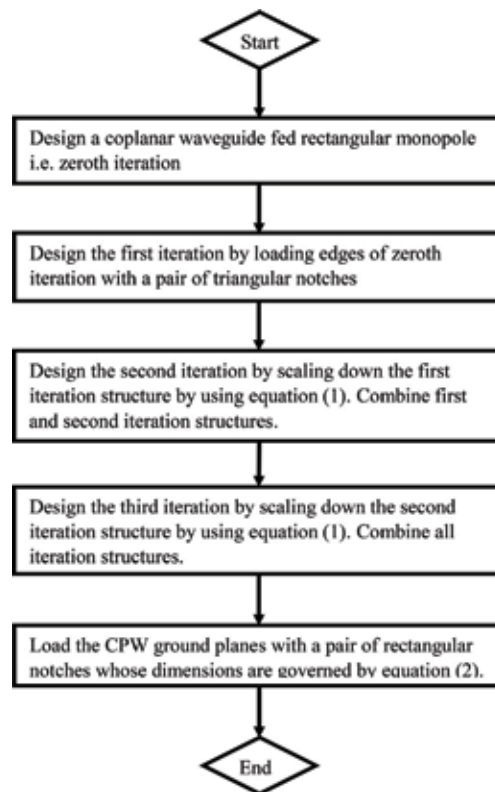 Start
Design a coplanar waveguide fed rectangular monopole
i.e. zeroth iteration
Design the first iteration by loading edges of zeroth
iteration with a pair of triangular notches
Design the second iteration by scaling down the first
iteration structure by using equation (1). Combine first
and second iteration structures.
Design the third iteration by scaling down the second
iteration structure by using equation (1). Combine all
iteration structures.
Load the CPW ground planes with a pair of rectangular
notches whose dimensions are governed by equation (2).
End